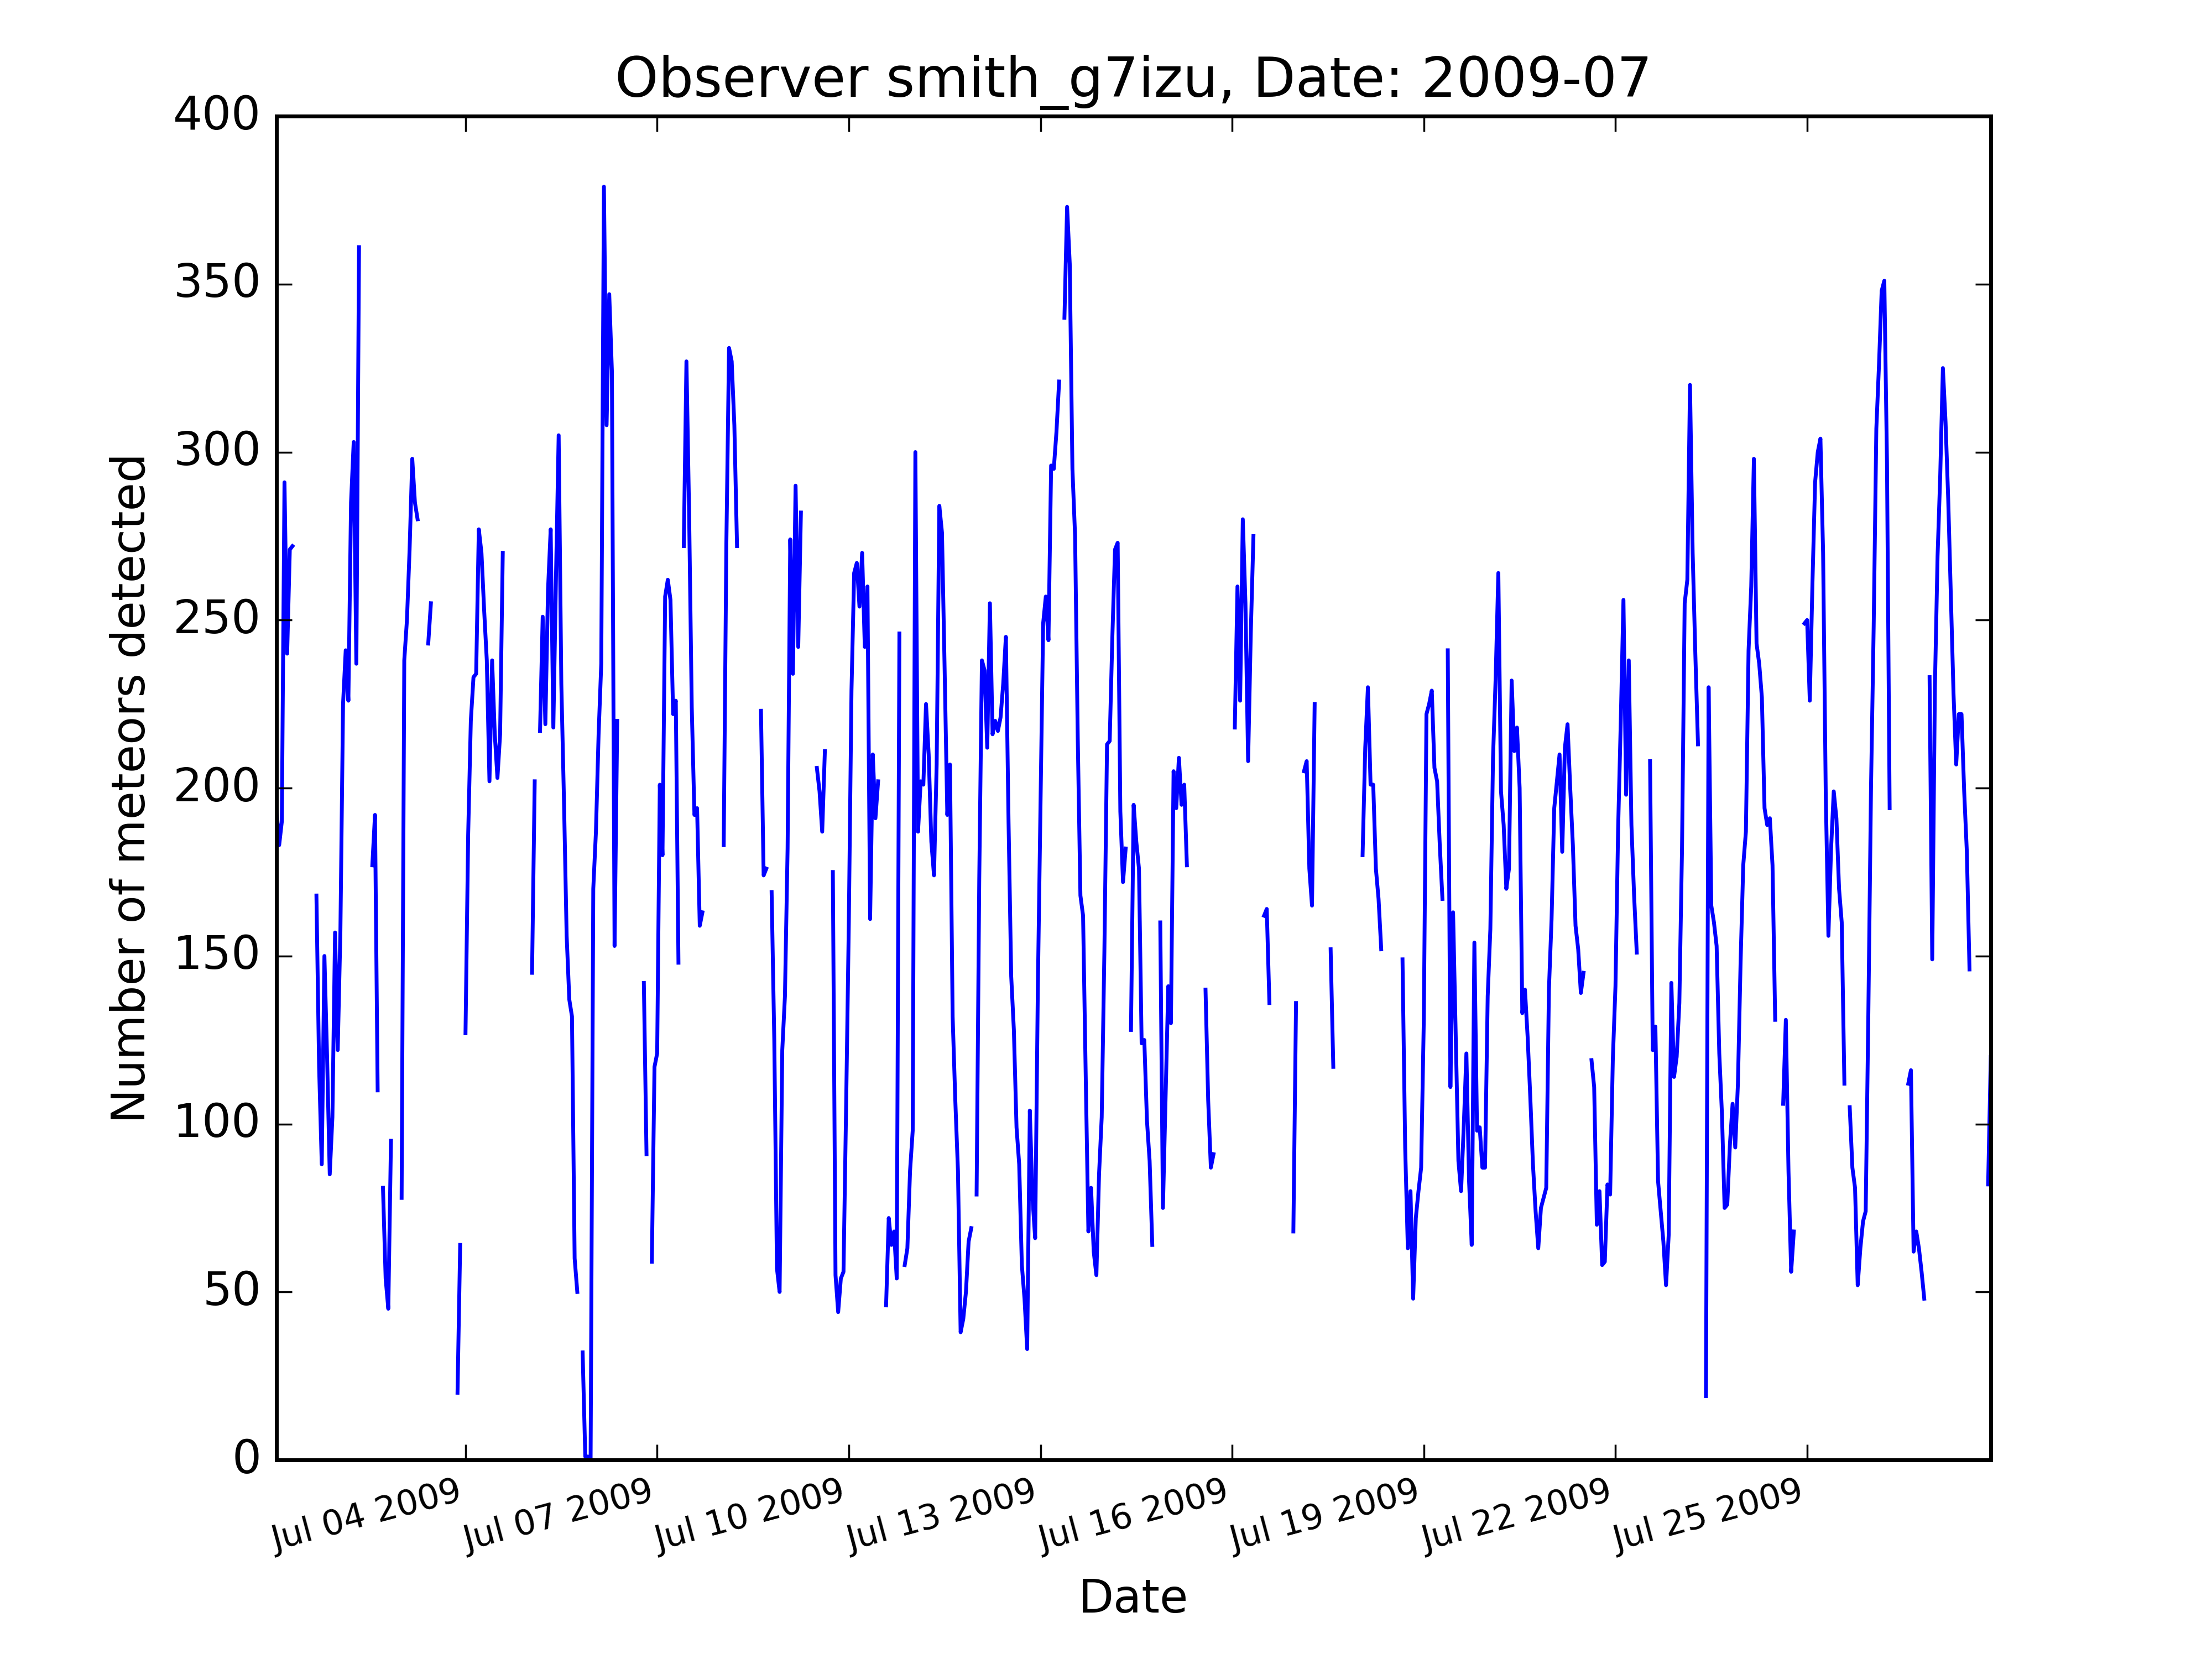 Observer smith_g7izu, Date: 2009-07
400
350
300
250
200
150
100
50
0
Number of meteors detected
Jul 04 2009
Jul 07 2009
Jul 10 2009
Jul 13 2009
Jul 16 2009
Jul 19 2009
Jul 22 2009
Jul 25 2009
Date